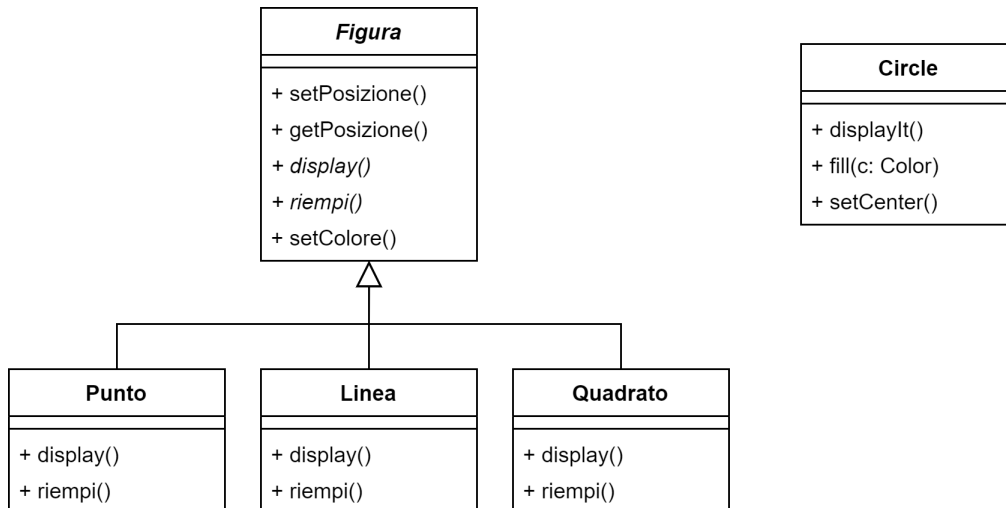 Figura
+ setPosizione()
+ getPosizione()
+ display()
+ riempi()
+ setColore()
Circle
+ displayIt()
+ fill(c: Color)
+ setCenter()
Punto
+ display()
+ riempi()
Linea
+ display()
+ riempi()
Quadrato
+ display()
+ riempi()